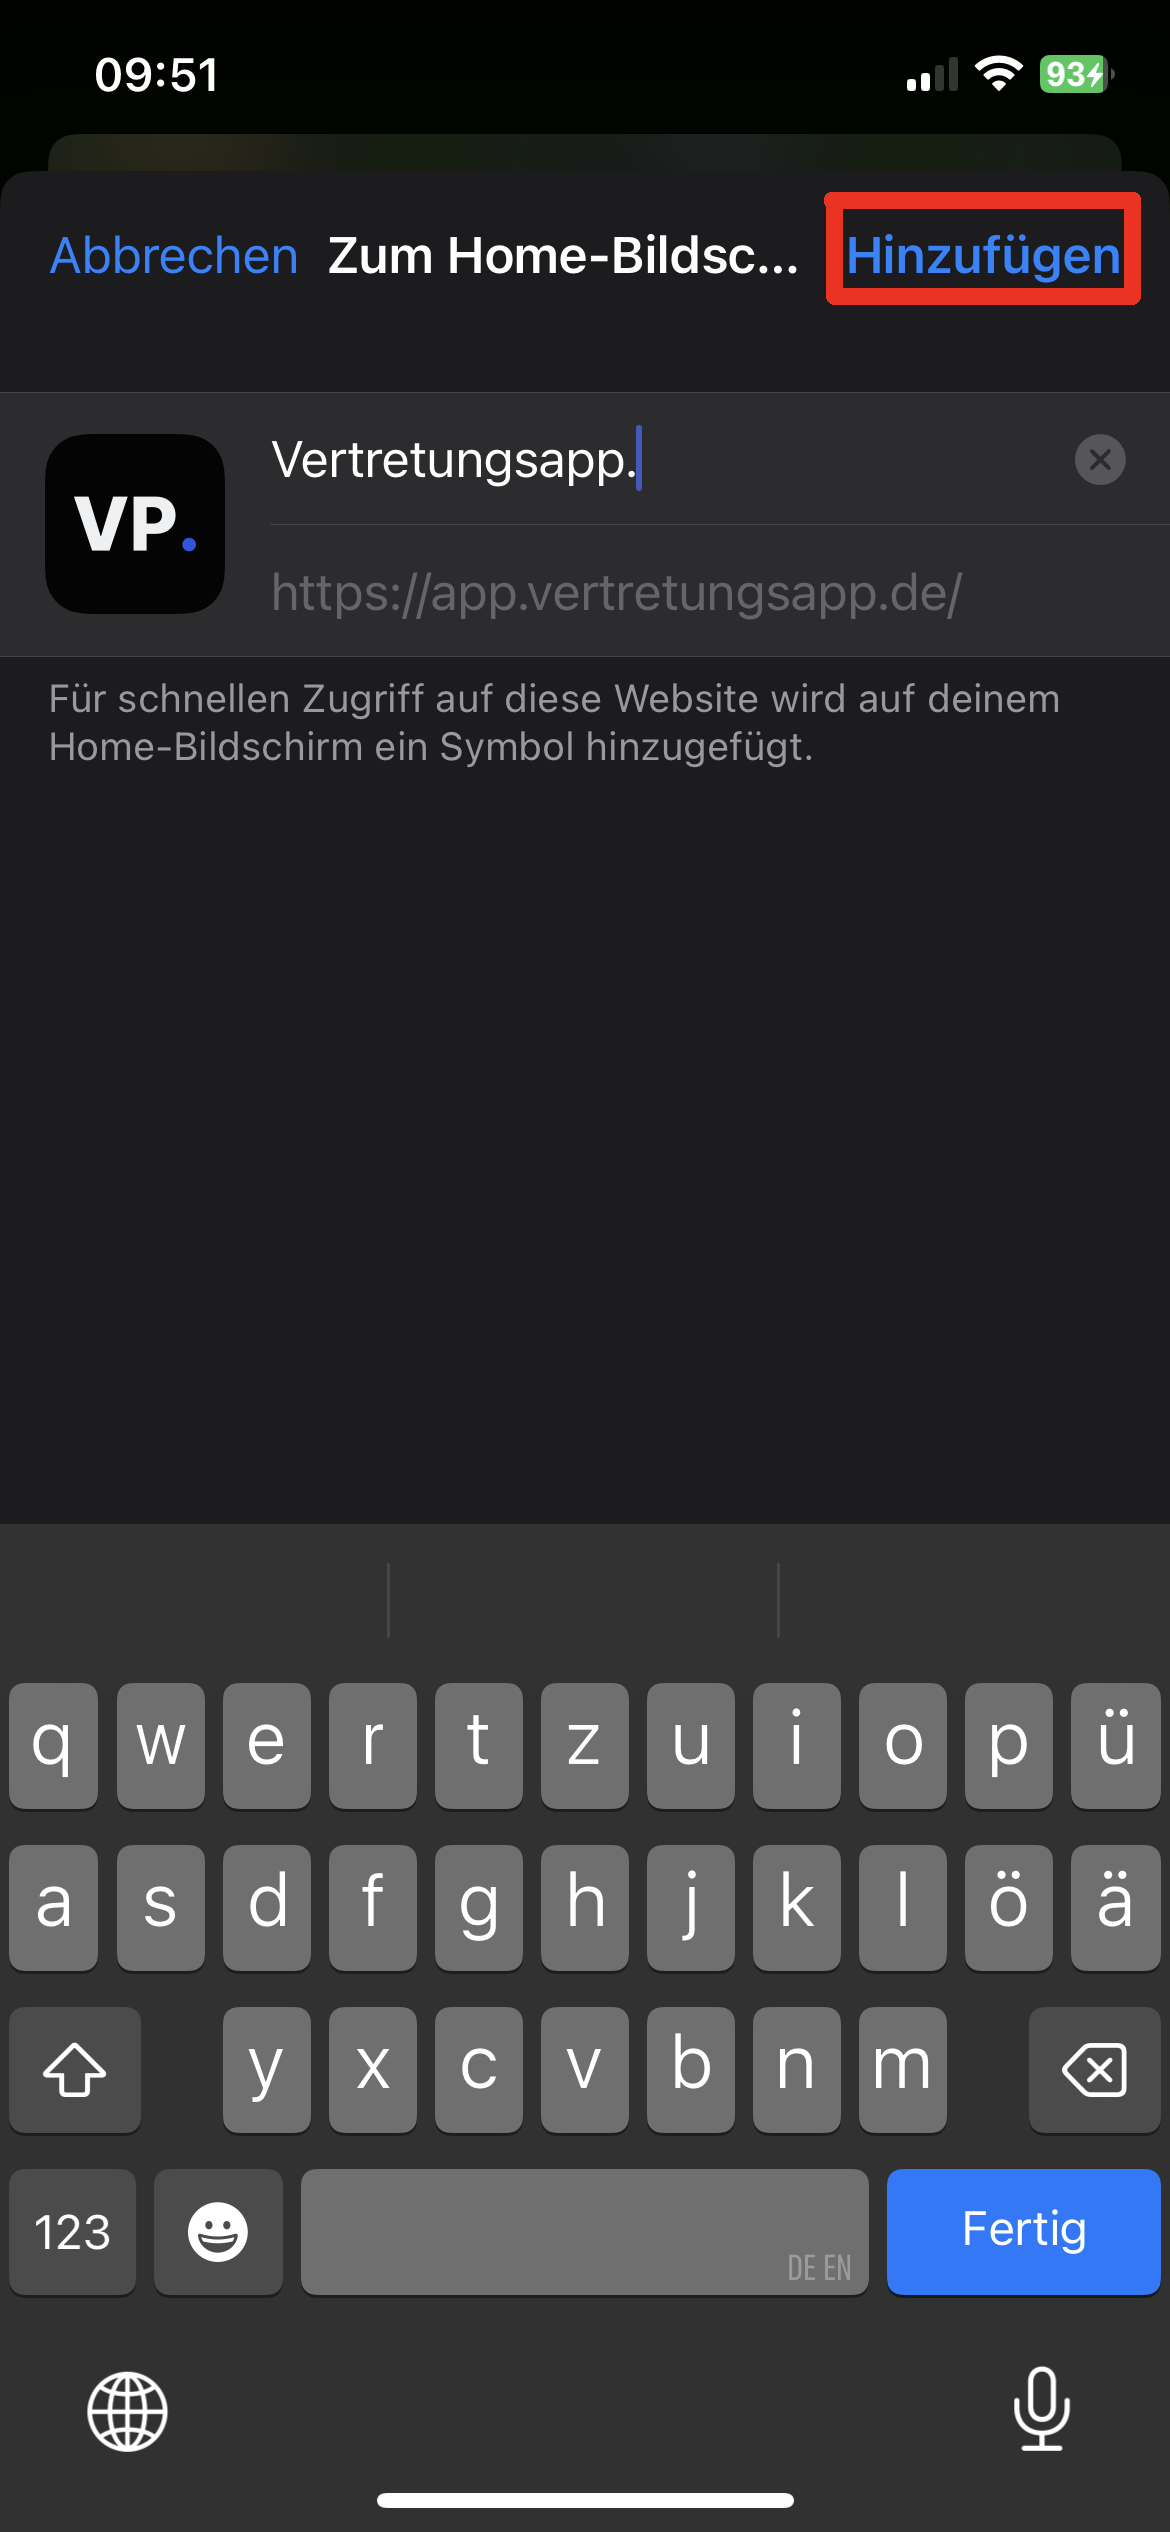 09:51
93
Abbrechen Zum Home-Bildsc... Hinzufügen
VP.
Vertretungsapp.
https://app.vertretungsapp.de/
Für schnellen Zugriff auf diese Website wird auf deinem
Home-Bildschirm ein Symbol hinzugefügt.
q w e r t z u i o p ü
a s d f g h j k l ö ä
y x c v b n m
123 DE EN Fertig